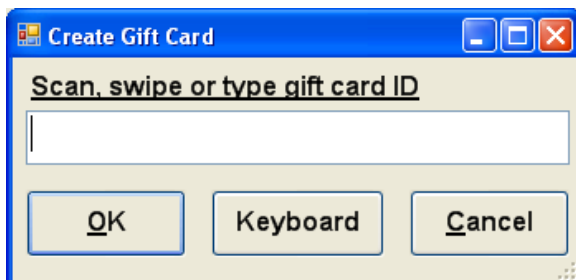 Create Gift Card
Scan, swipe or type gift card ID
OK Keyboard Cancel